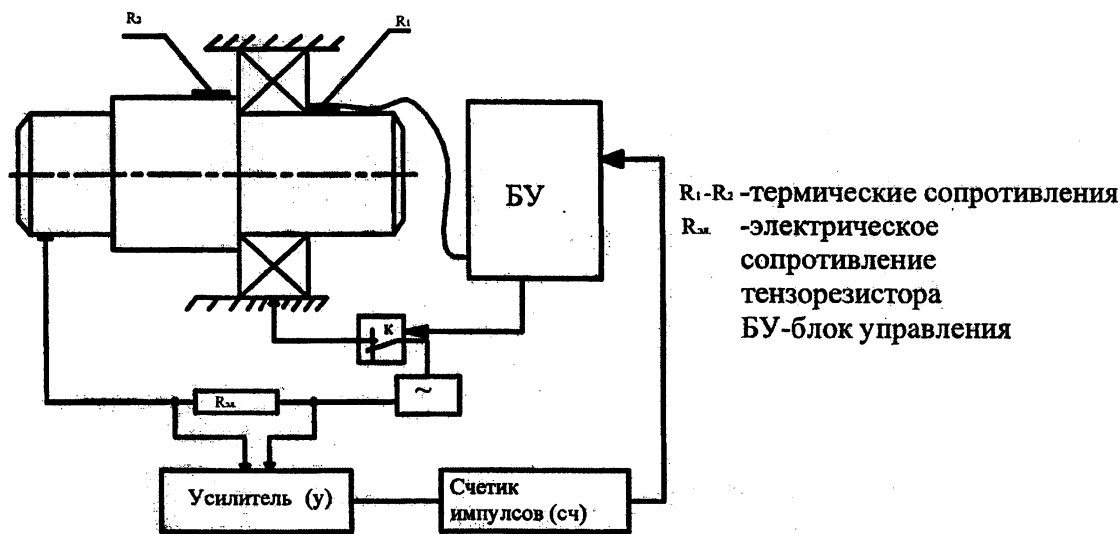 R₂
R₁
БУ
R₁-R₂ -термические сопротивления
Rэл. -электрическое
сопротивление
тензорезистора
БУ-блок управления
К
~
Rэл.
Усилитель (у)
Счетик
импулсов (сч)